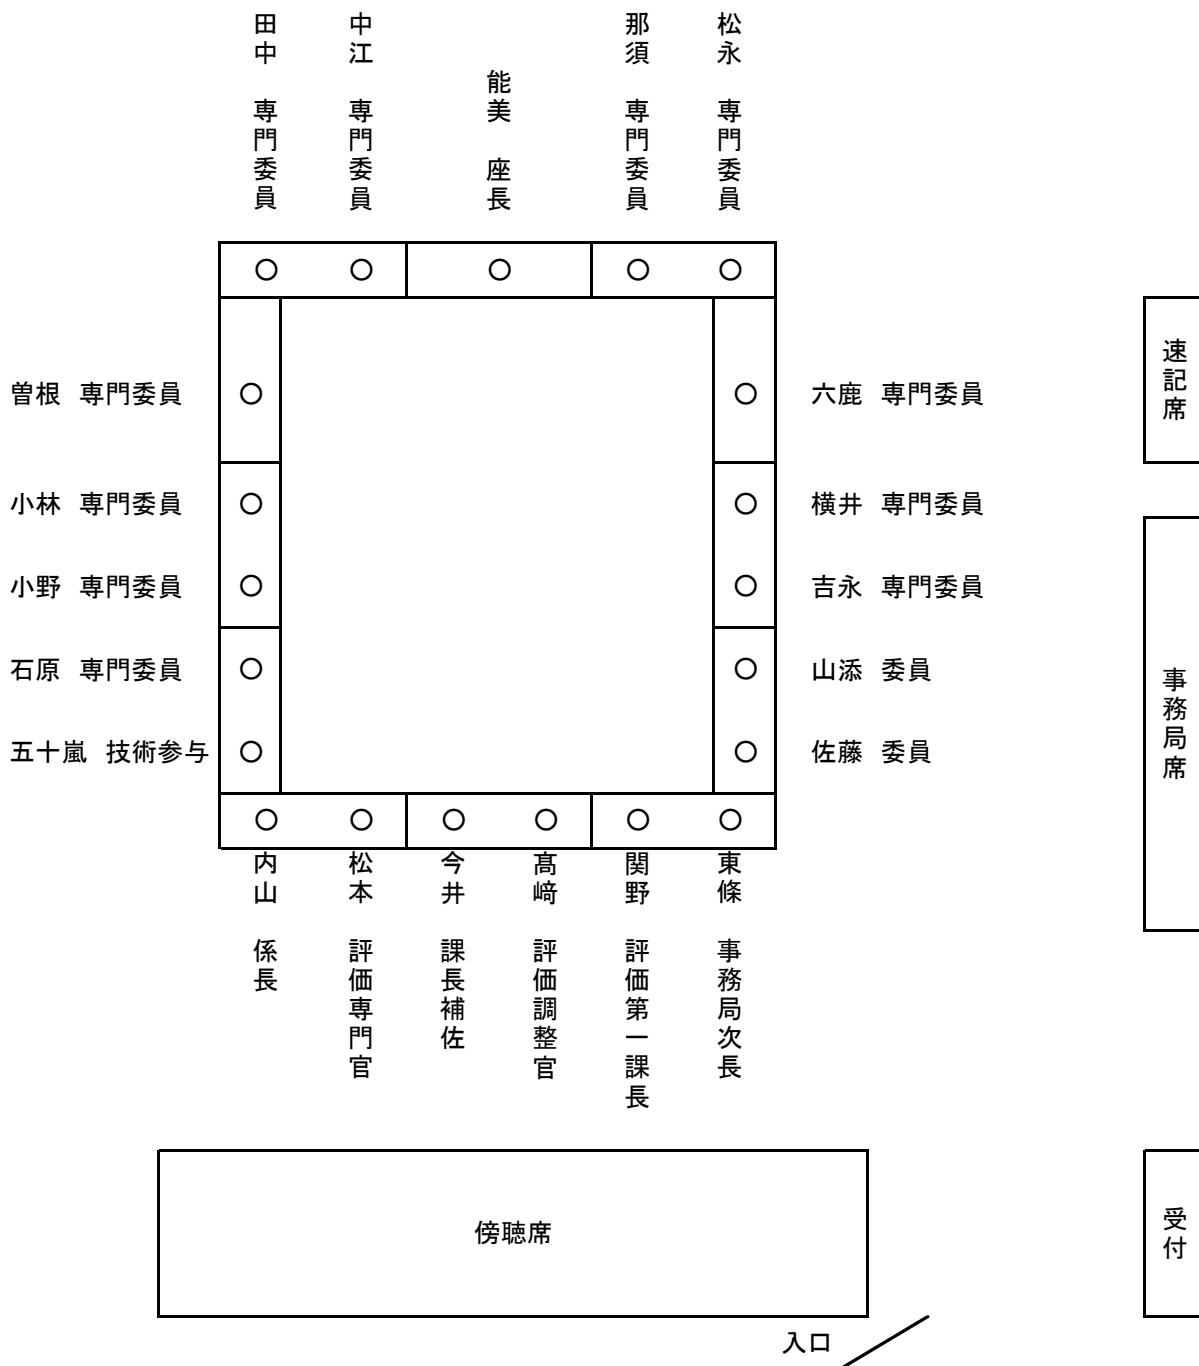 田中 専門委員
中江 専門委員
能美 座長
那須 専門委員
松永 専門委員
曽根 専門委員
小林 専門委員
小野 専門委員
石原 専門委員
五十嵐 技術参与
六鹿 専門委員
横井 専門委員
吉永 専門委員
山添 委員
佐藤 委員
速記席
事務局席
内山 係長
松本 評価専門官
今井 課長補佐
髙﨑 評価調整官
関野 評価第一課長
東條 事務局次長
傍聴席
受付
入口